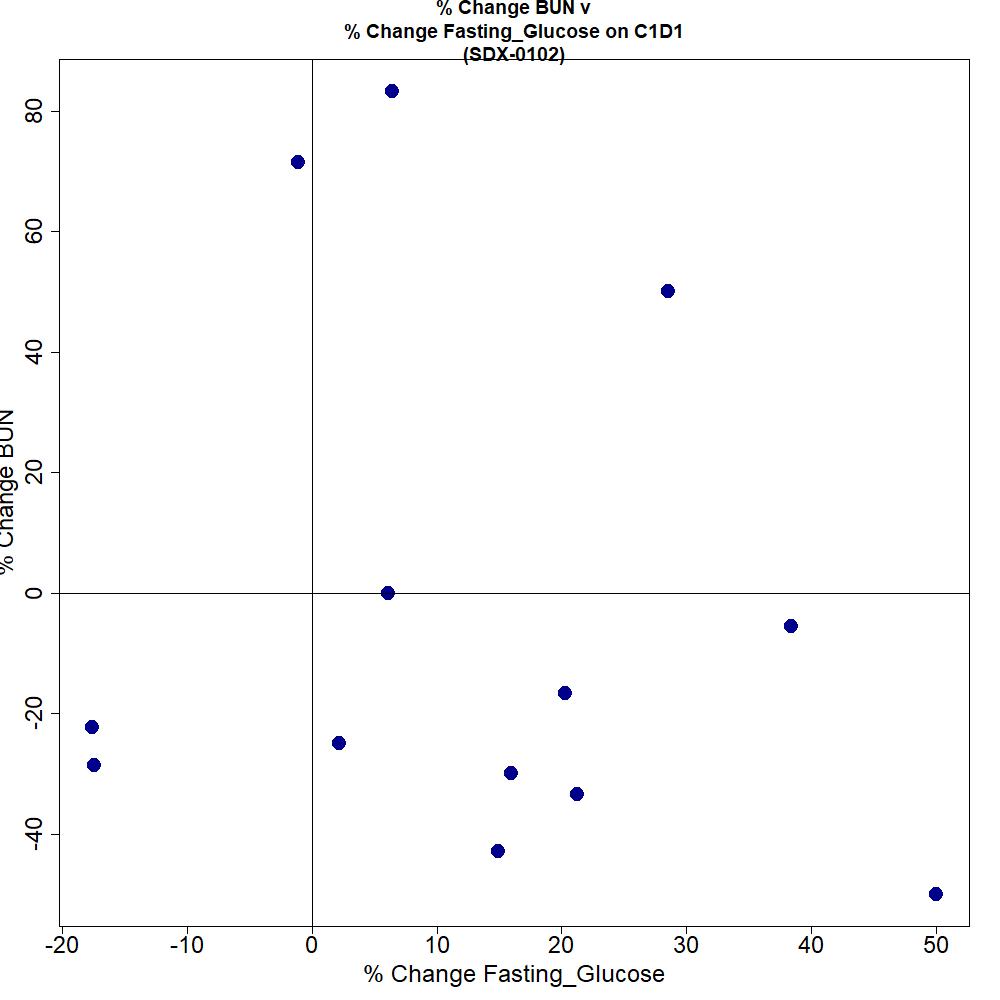 % Change BUN v
% Change Fasting_Glucose on C1D1
(SDX-0102)
80
60
40
20
0
-20
-40
% Change BUN
-20 -10 0 10 20 30 40 50
% Change Fasting_Glucose